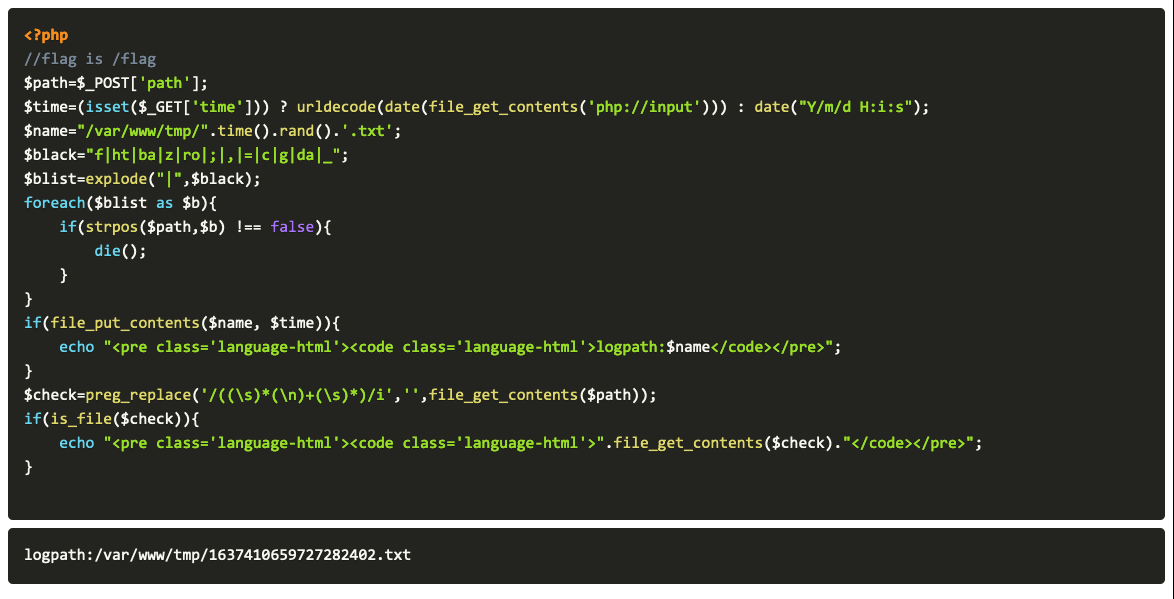 <?php
//flag is /flag
$path=$_POST['path'];
$time=(isset($_GET['time'])) ? urldecode(date(file_get_contents('php://input'))) : date("Y/m/d H:i:s");
$name="/var/www/tmp/".time().rand().'.txt';
$black="f|ht|ba|z|ro|;|,|=|c|g|da|_";
$blist=explode("|",$black);
foreach($blist as $b){
    if(strpos($path,$b) !== false){
        die();
    }
}
if(file_put_contents($name, $time)){
    echo "<pre class='language-html'><code class='language-html'>logpath:$name</code></pre>";
}
$check=preg_replace('/((\s)*(\n)+(\s)*)/i','',file_get_contents($path));
if(is_file($check)){
    echo "<pre class='language-html'><code class='language-html'>".file_get_contents($check)."</code></pre>";
}
logpath:/var/www/tmp/1637410659727282402.txt